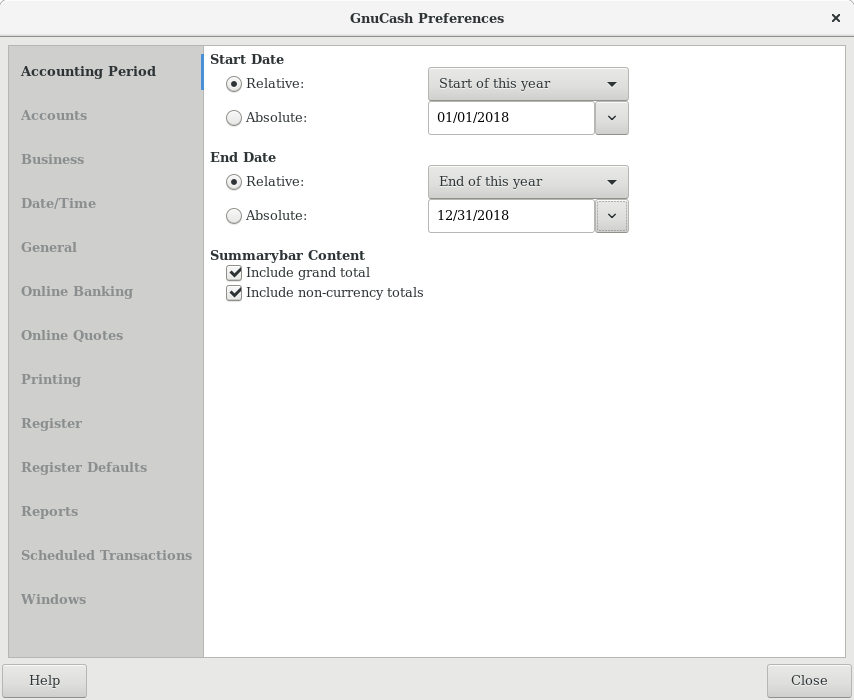 GnuCash Preferences
Accounting Period
Accounts
Business
Date/Time
General
Online Banking
Online Quotes
Printing
Register
Register Defaults
Reports
Scheduled Transactions
Windows
Start Date
Relative: Start of this year
Absolute: 01/01/2018
End Date
Relative: End of this year
Absolute: 12/31/2018
Summarybar Content
Include grand total
Include non-currency totals
Help Close